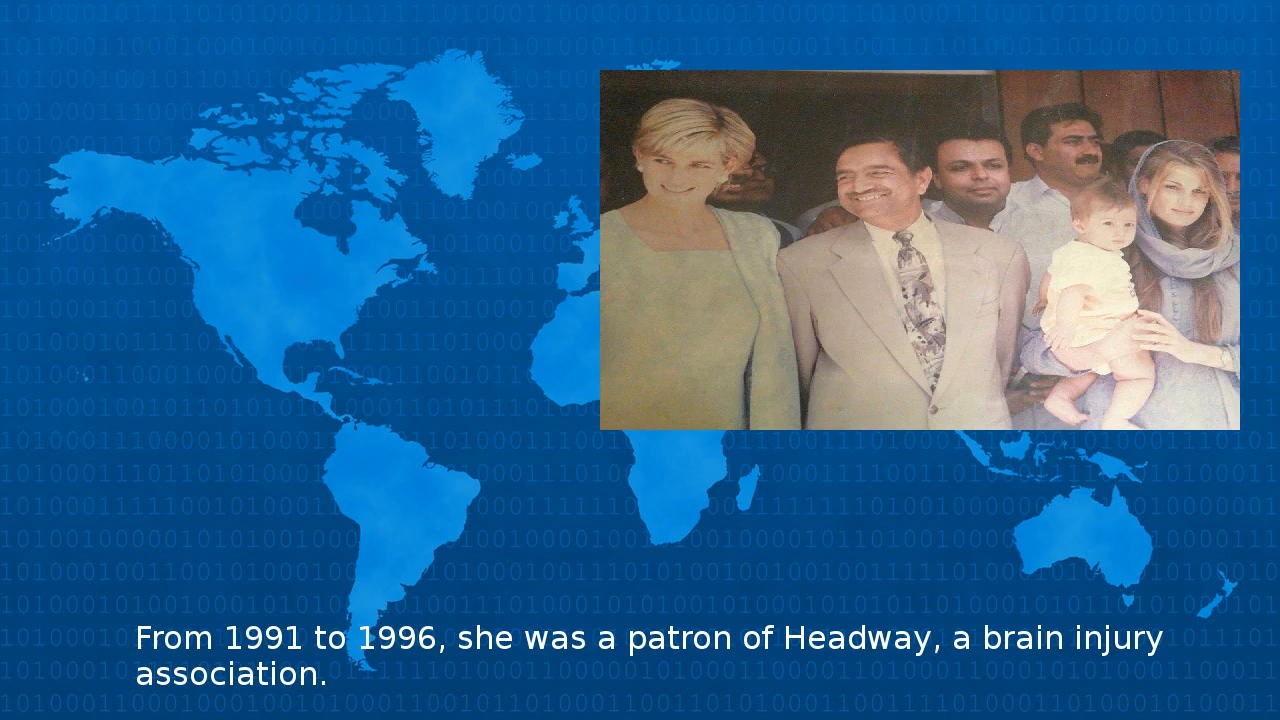 From 1991 to 1996, she was a patron of Headway, a brain injury
association.